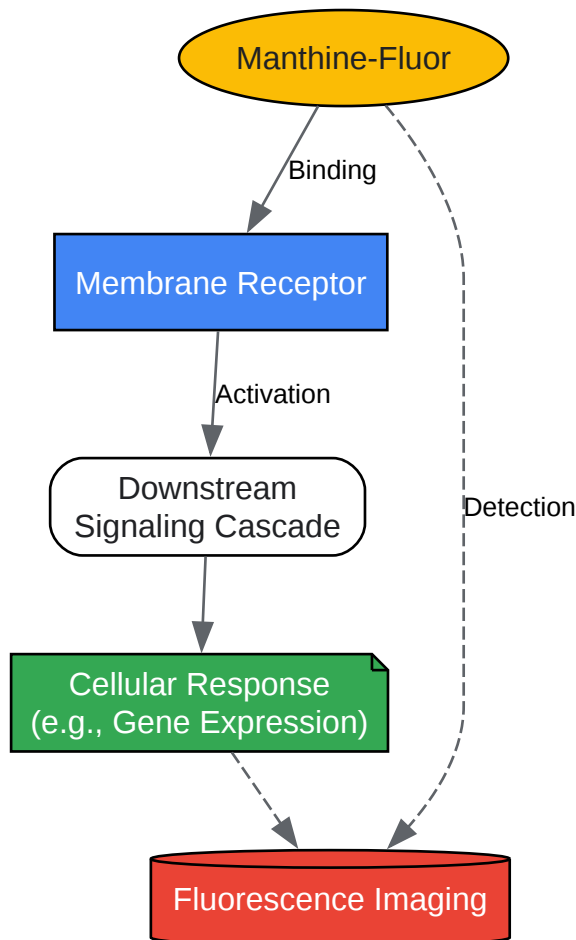 Manthine-Fluor
Binding
Membrane Receptor
Activation
Downstream
Signaling Cascade
Detection
Cellular Response
(e.g., Gene Expression)
Fluorescence Imaging